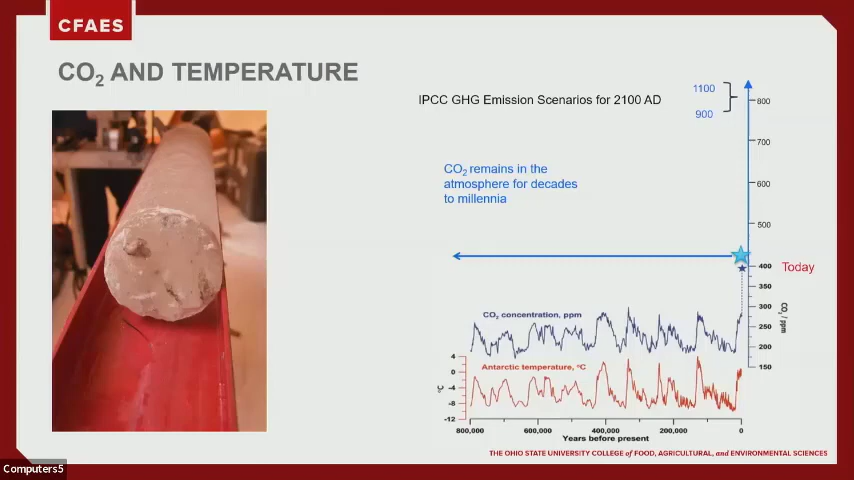 CFAES
CO₂ AND TEMPERATURE
IPCC GHG Emission Scenarios for 2100 AD
1100
900
CO₂ remains in the
atmosphere for decades
to millennia
800
700
600
500
400
350
300
250
200
150
CO₂ / ppm
Today
CO₂ concentration, ppm
Antarctic temperature, °C
°C
4
0
-4
-8
-12
800,000
600,000
400,000
200,000
0
Years before present
THE OHIO STATE UNIVERSITY COLLEGE of FOOD, AGRICULTURAL, and ENVIRONMENTAL SCIENCES
Computers5